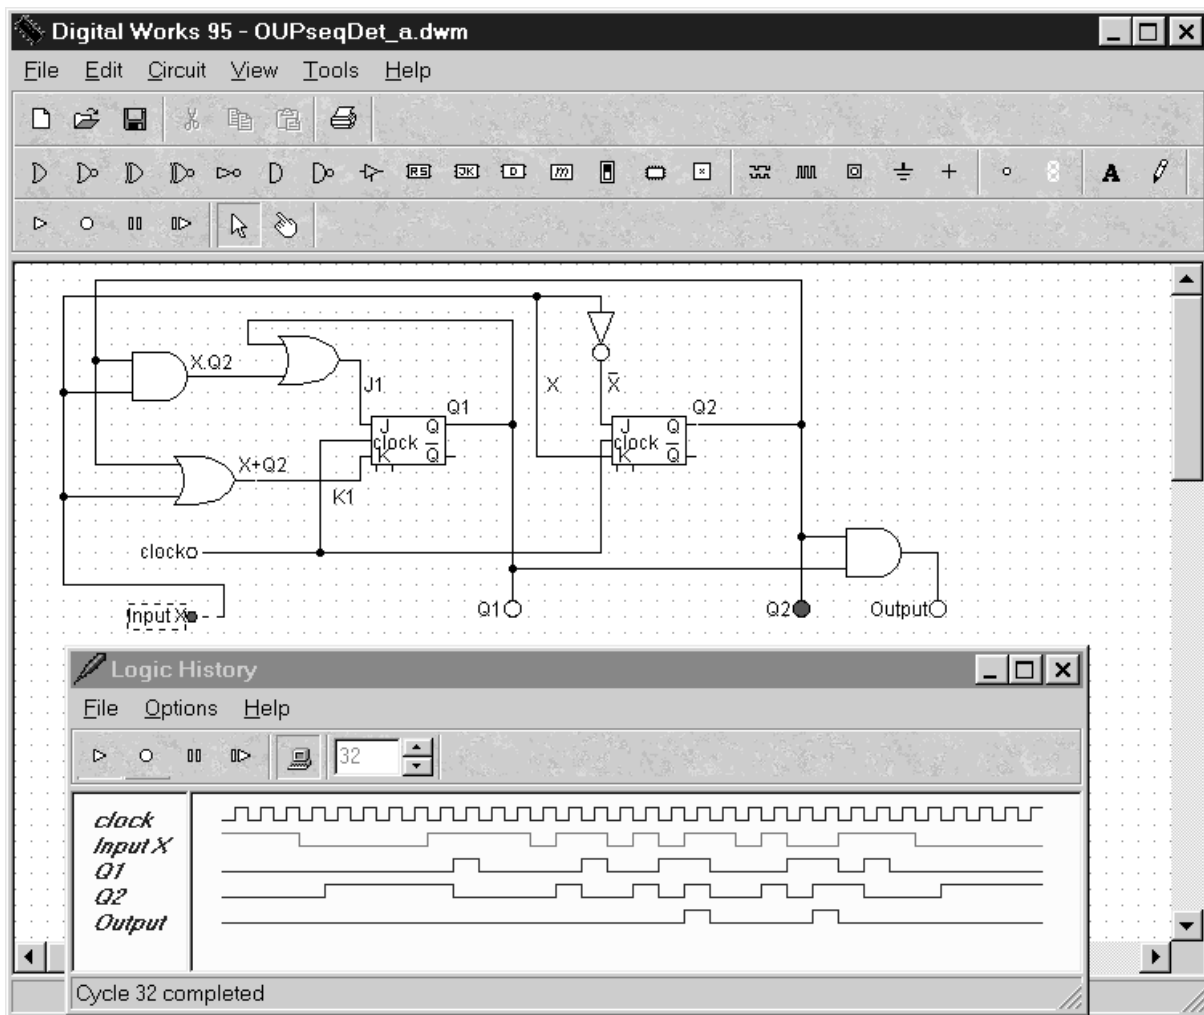 Digital Works 95 - OUPseqDet_a.dwm
File Edit Circuit View Tools Help
RS JK D m A
X.Q2
J1
X
X̅
Q1
Q2
J Q
clock Q̅
K
J Q
clock Q̅
K
X+Q2
K1
clock
Input X
Q1
Q2
Output
Logic History
File Options Help
32
clock
Input X
Q1
Q2
Output
Cycle 32 completed